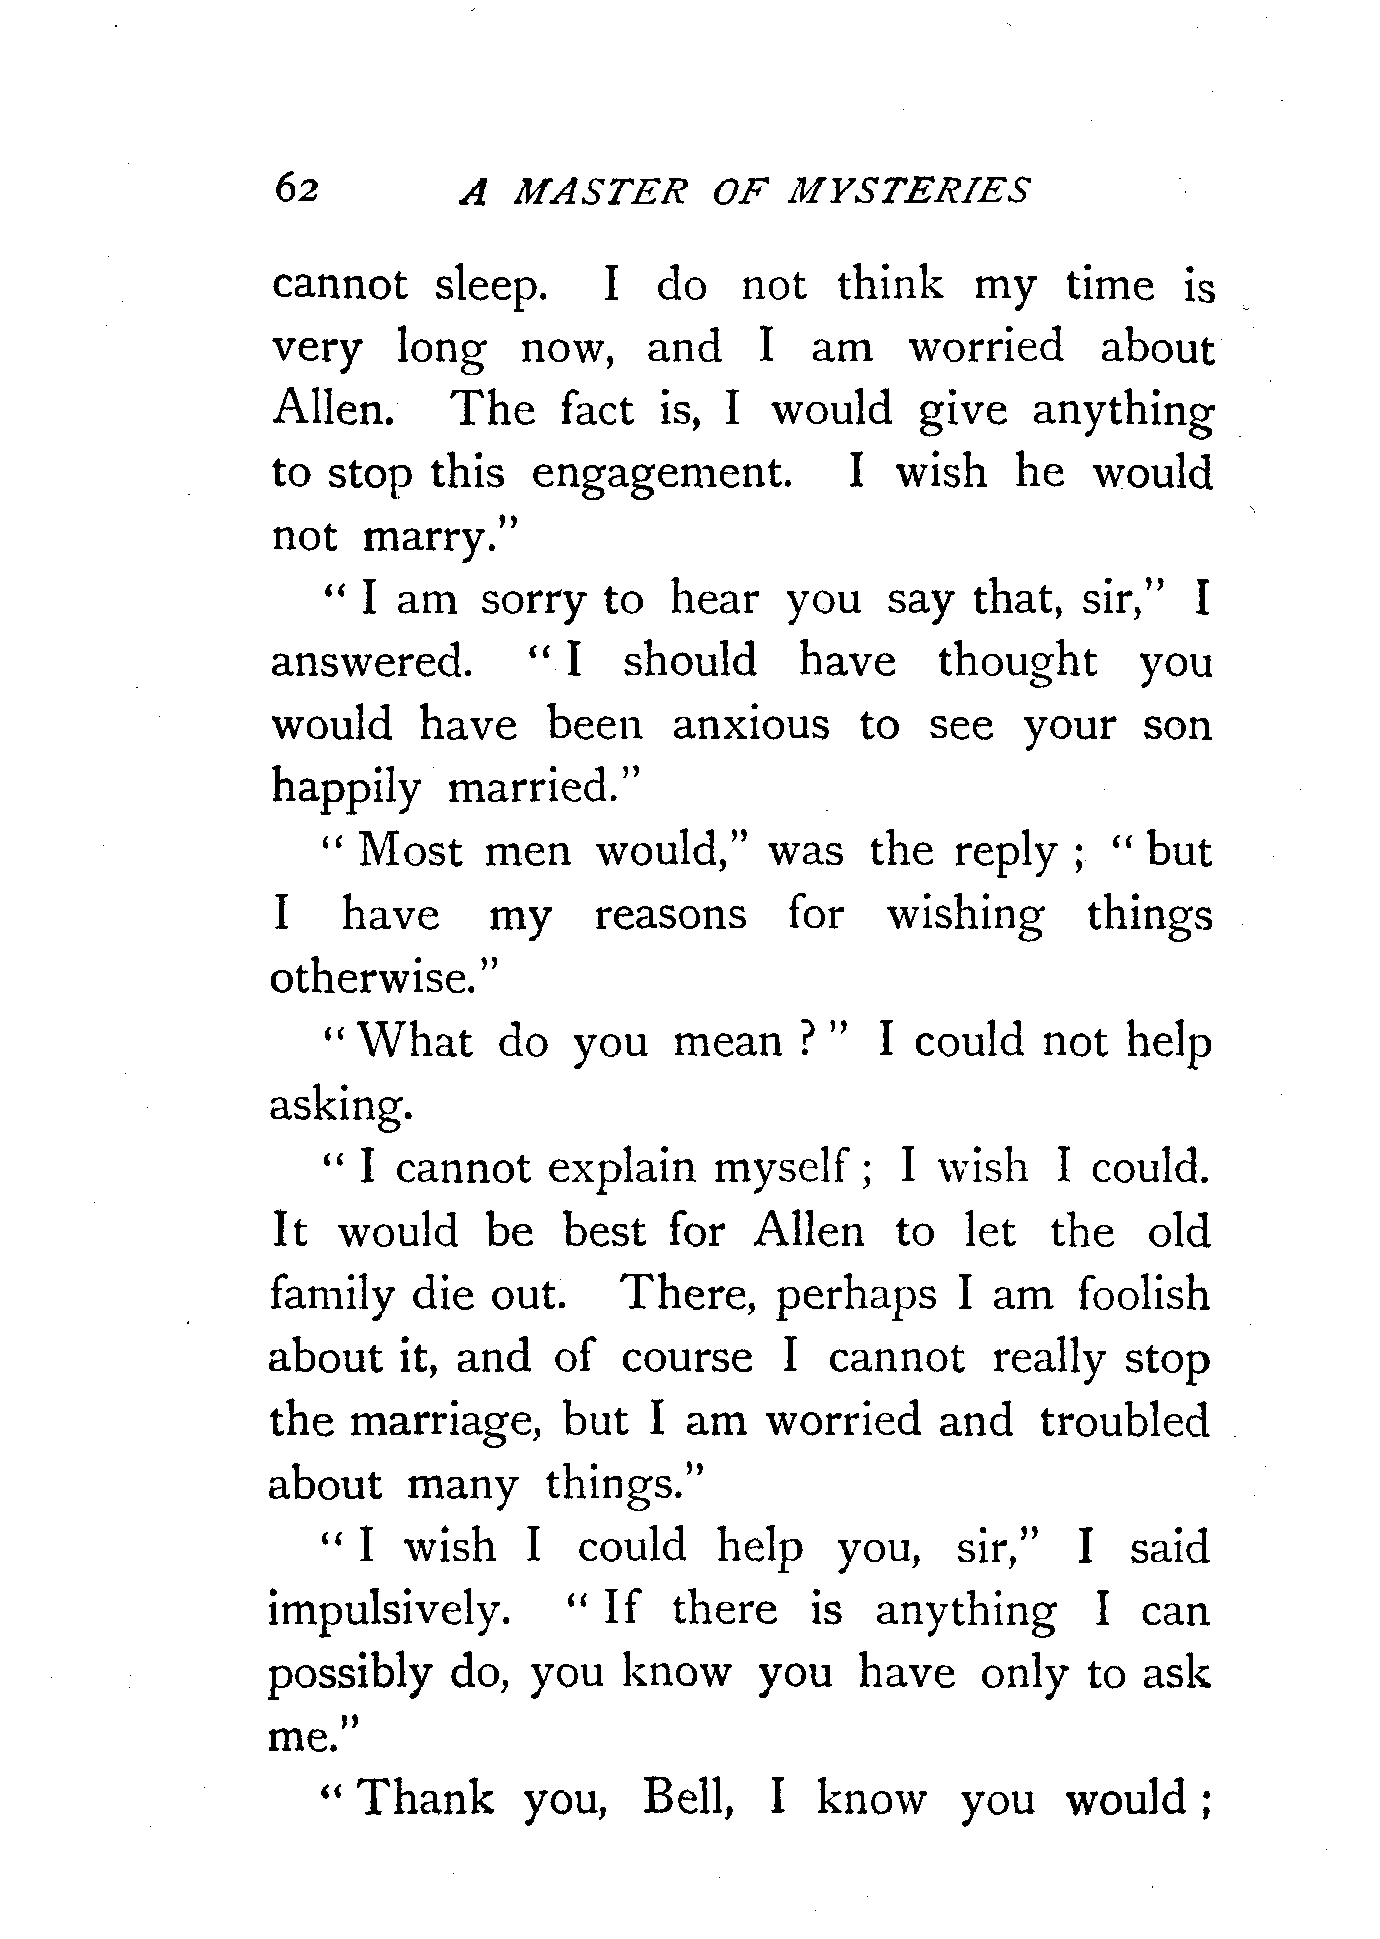 62 A MASTER OF MYSTERIES
cannot sleep. I do not think my time is
very long now, and I am worried about
Allen. The fact is, I would give anything
to stop this engagement. I wish he would
not marry."
" I am sorry to hear you say that, sir," I
answered. " I should have thought you
would have been anxious to see your son
happily married."
" Most men would," was the reply ; " but
I have my reasons for wishing things
otherwise."
" What do you mean ? " I could not help
asking.
" I cannot explain myself ; I wish I could.
It would be best for Allen to let the old
family die out. There, perhaps I am foolish
about it, and of course I cannot really stop
the marriage, but I am worried and troubled
about many things."
" I wish I could help you, sir," I said
impulsively. " If there is anything I can
possibly do, you know you have only to ask
me."
" Thank you, Bell, I know you would ;